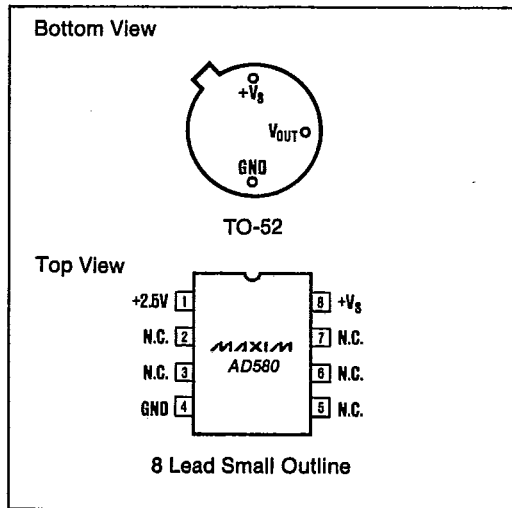 Bottom View
+VS
VOUT
GND
TO-52
Top View
+2.5V 1 8 +VS
N.C. 2 7 N.C.
MAXIM
AD580
N.C. 3 6 N.C.
GND 4 5 N.C.
8 Lead Small Outline